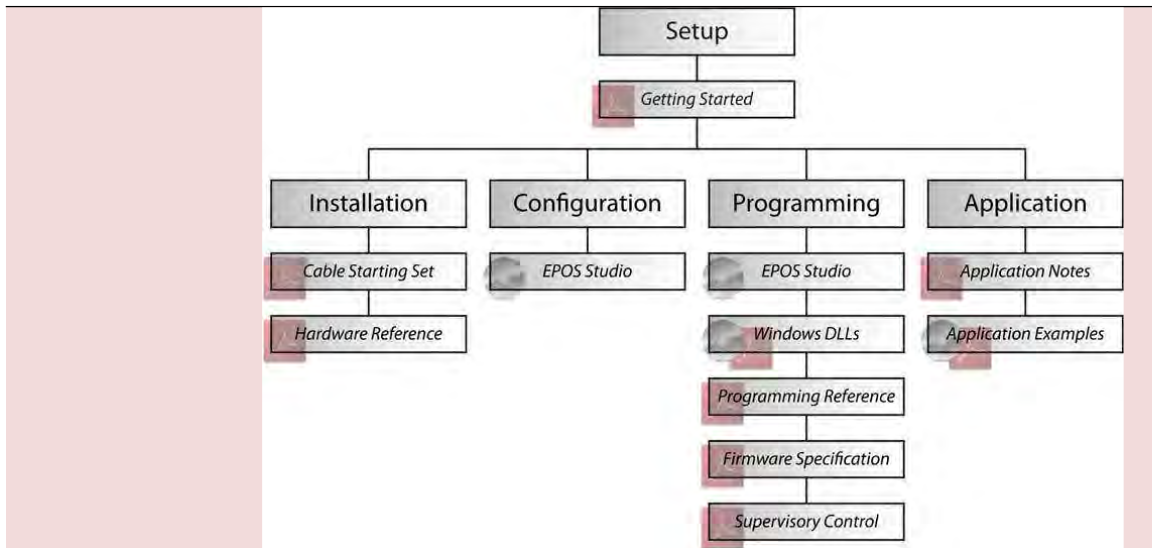 Setup
Getting Started
Installation
Configuration
Programming
Application
Cable Starting Set
EPOS Studio
EPOS Studio
Application Notes
Hardware Reference
Windows DLLs
Application Examples
Programming Reference
Firmware Specification
Supervisory Control